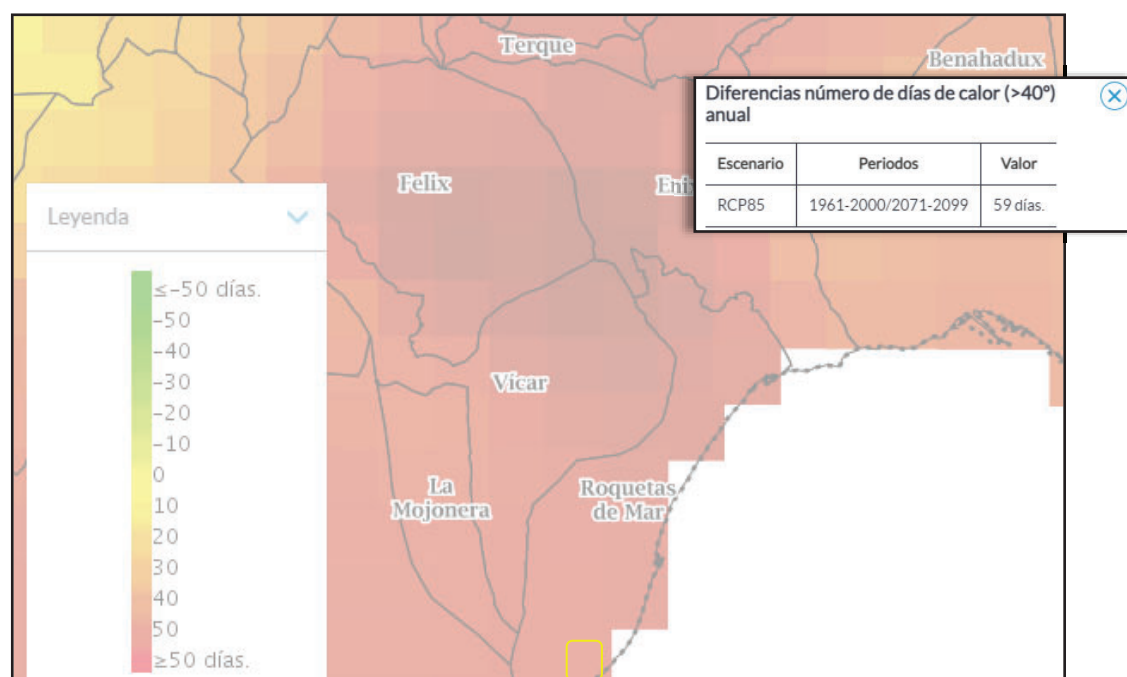 Terque
Benahadux
Diferencias número de días de calor (>40º)
anual
Escenario Periodos Valor
RCP85 1961-2000/2071-2099 59 días.
Felix
Leyenda
≤-50 días.
-50
-40
-30
-20
-10
0
10
20
30
40
50
≥50 días.
Vícar
La
Mojonera
Roquetas
de Mar